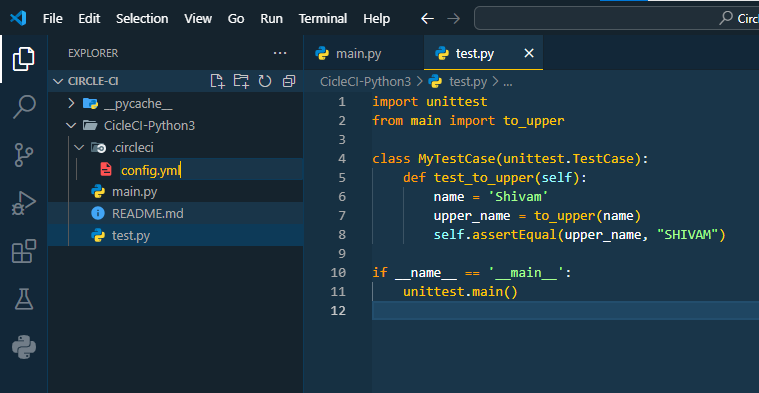 File Edit Selection View Go Run Terminal Help Circle-CI
EXPLORER ...
CIRCLE-CI
__pycache__
CicleCI-Python3
.circleci
config.yml
main.py
README.md
test.py
main.py test.py
CicleCI-Python3 > test.py > ...
1 import unittest
2 from main import to_upper
3
4 class MyTestCase(unittest.TestCase):
5 def test_to_upper(self):
6 name = 'Shivam'
7 upper_name = to_upper(name)
8 self.assertEqual(upper_name, "SHIVAM")
9
10 if __name__ == '__main__':
11 unittest.main()
12